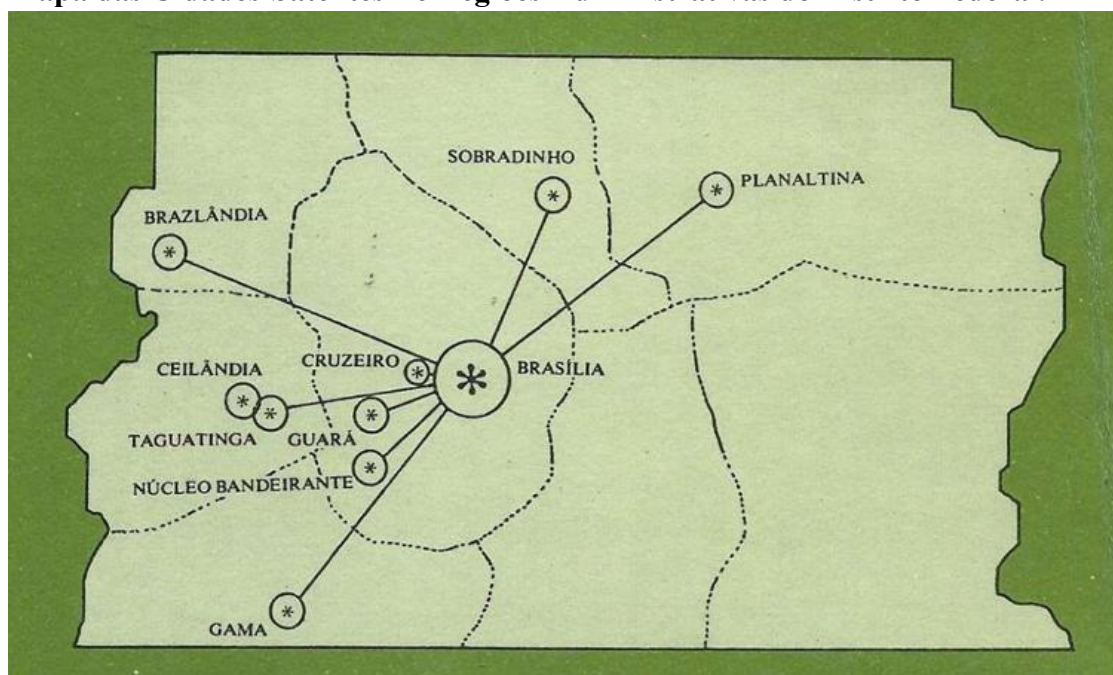 SOBRADINHO
PLANALTINA
BRAZLÂNDIA
CRUZEIRO
BRASÍLIA
CEILÂNDIA
TAGUATINGA
GUARÁ
NÚCLEO BANDEIRANTE
GAMA